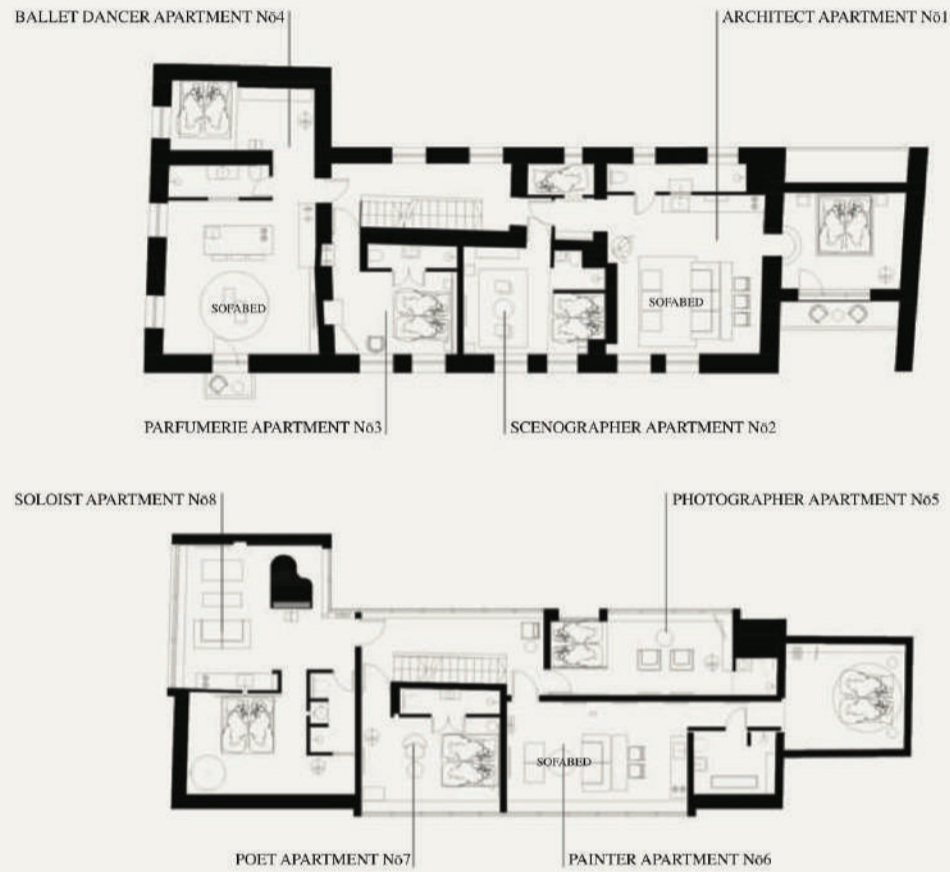 BALLET DANCER APARTMENT Nō4
ARCHITECT APARTMENT Nō1
SOFABED
SOFABED
PARFUMERIE APARTMENT Nō3
SCENOGRAPHER APARTMENT Nō2
SOLOIST APARTMENT Nō8
PHOTOGRAPHER APARTMENT Nō5
SOFABED
POET APARTMENT Nō7
PAINTER APARTMENT Nō6